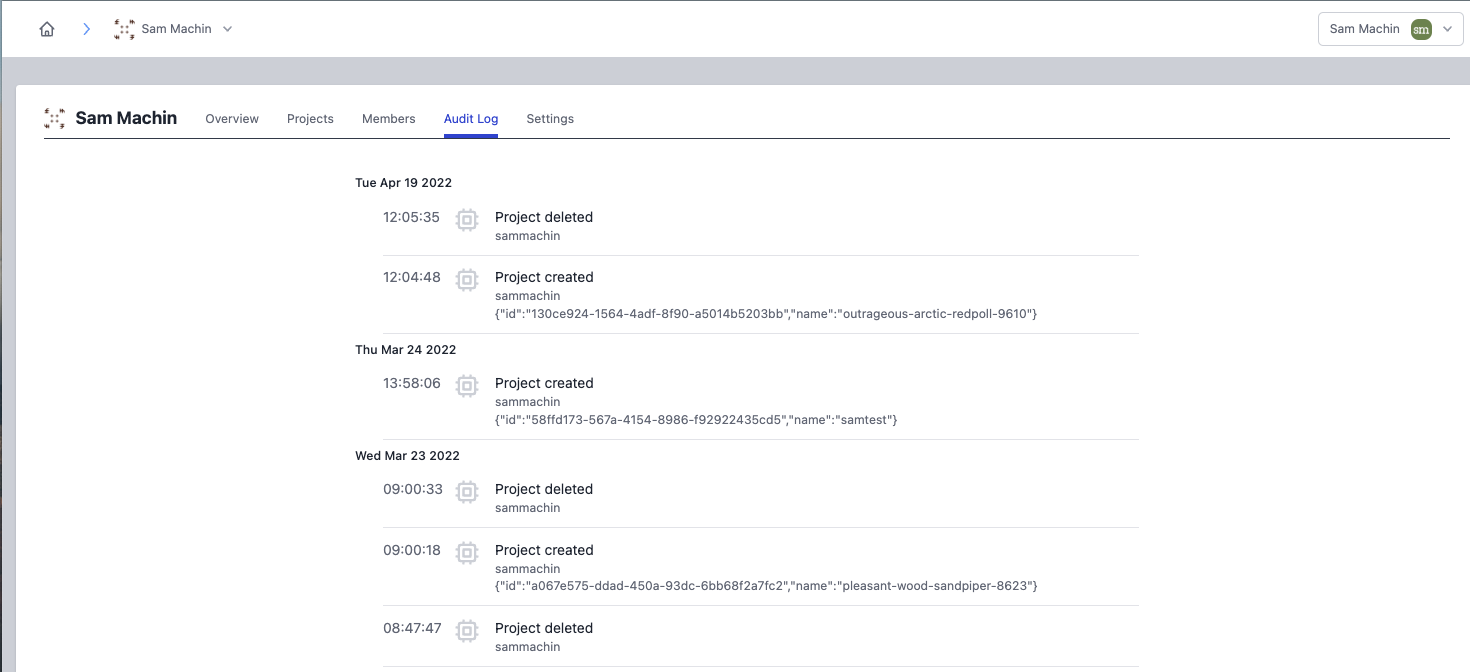 Sam Machin
Sam Machin sm
Sam Machin Overview Projects Members Audit Log Settings
Tue Apr 19 2022
12:05:35 Project deleted
sammachin
12:04:48 Project created
sammachin
{"id":"130ce924-1564-4adf-8f90-a5014b5203bb","name":"outrageous-arctic-redpoll-9610"}
Thu Mar 24 2022
13:58:06 Project created
sammachin
{"id":"58ffd173-567a-4154-8986-f92922435cd5","name":"samtest"}
Wed Mar 23 2022
09:00:33 Project deleted
sammachin
09:00:18 Project created
sammachin
{"id":"a067e575-ddad-450a-93dc-6bb68f2a7fc2","name":"pleasant-wood-sandpiper-8623"}
08:47:47 Project deleted
sammachin